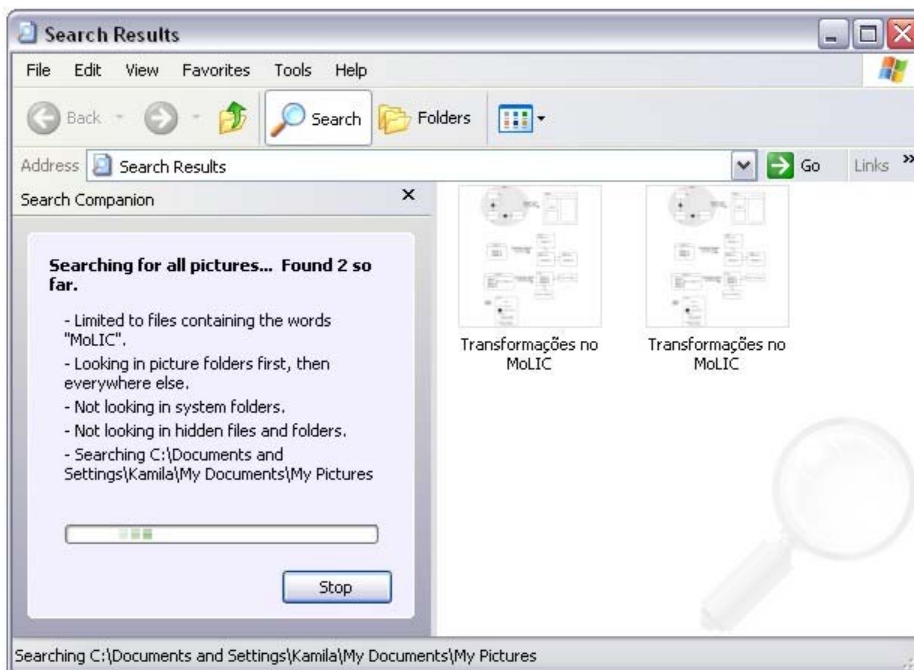 Search Results
File Edit View Favorites Tools Help
Back Search Folders
Address Search Results Go Links »
Search Companion
Searching for all pictures... Found 2 so
far.
- Limited to files containing the words
"MoLIC".
- Looking in picture folders first, then
everywhere else.
- Not looking in system folders.
- Not looking in hidden files and folders.
- Searching C:\Documents and
Settings\Kamila\My Documents\My Pictures
Stop
Transformações no
MoLIC
Transformações no
MoLIC
Searching C:\Documents and Settings\Kamila\My Documents\My Pictures